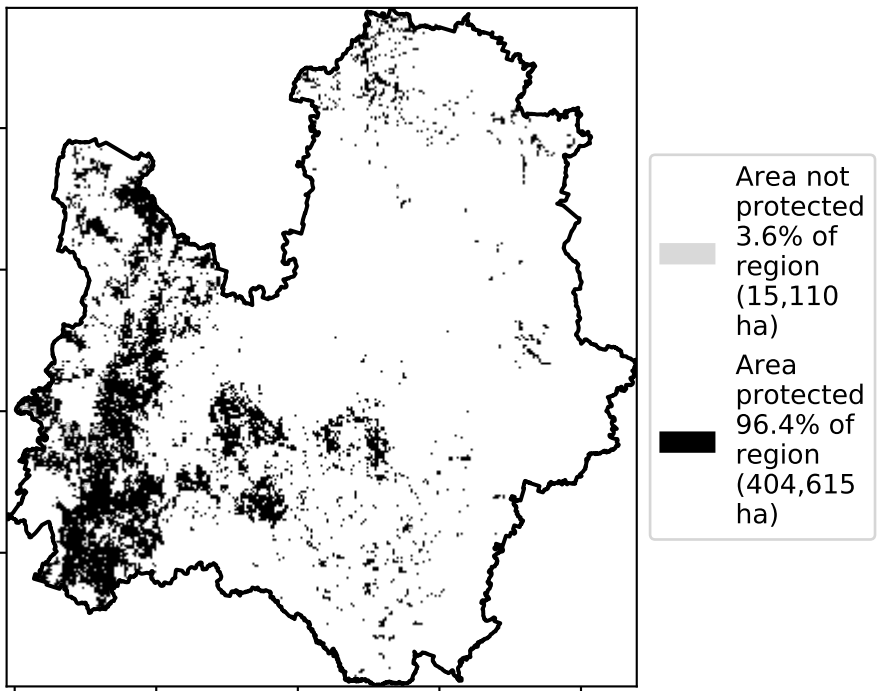 Area not
protected
3.6% of
region
(15,110
ha)
Area
protected
96.4% of
region
(404,615
ha)